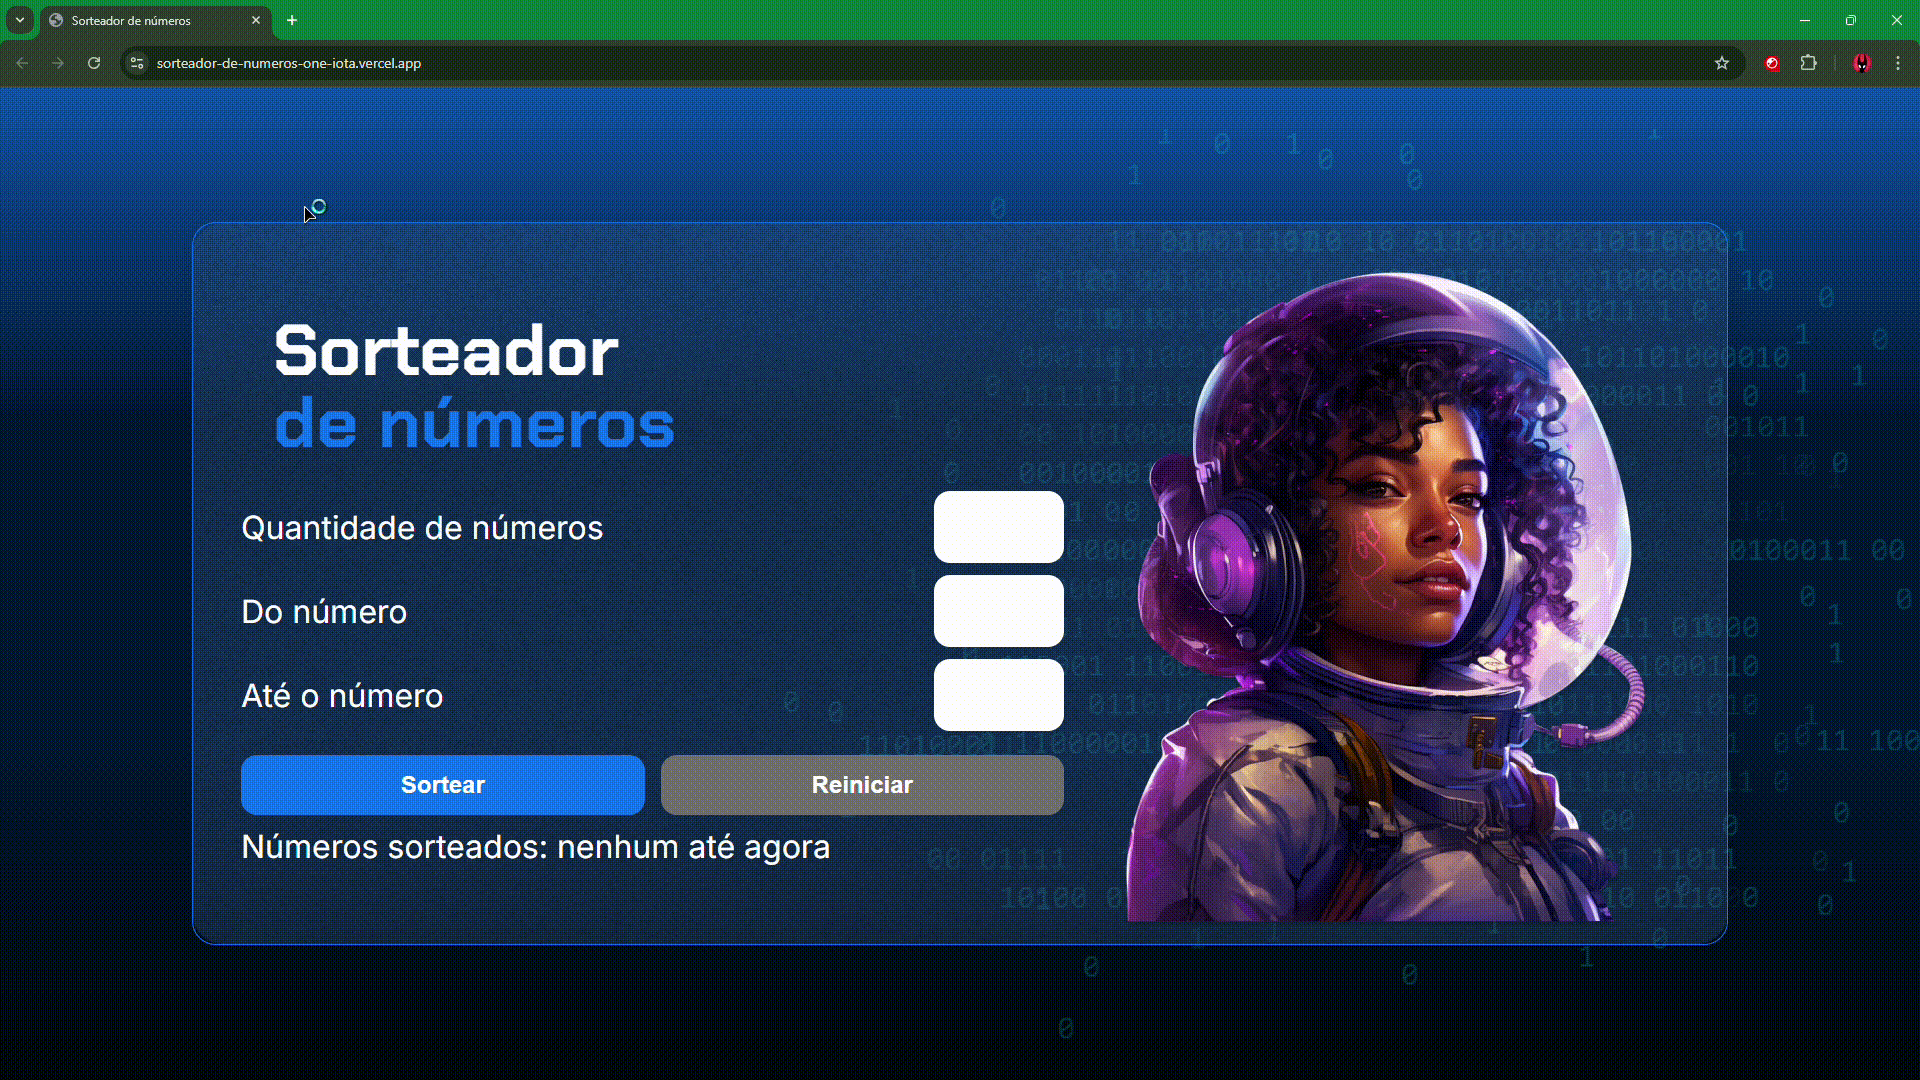 Sorteador de números
sorteador-de-numeros-one-iota.vercel.app
Sorteador
de números
Quantidade de números
Do número
Até o número
Sortear
Reiniciar
Números sorteados: nenhum até agora